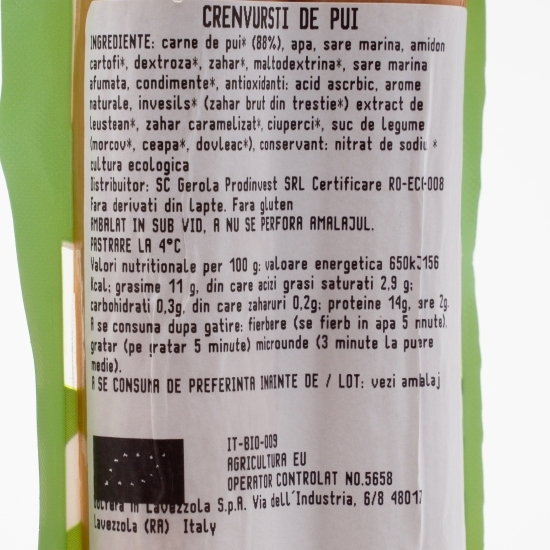 CRENVURSTI DE PUI
INGREDIENTE: carne de pui* (88%), apa, sare marina, amidon
cartofi*, dextroza*, zahar*, maltodextrina*, sare marina
afumata, condimente*, antioxidanti: acid ascrbic, arome
naturale, invesils* (zahar brut din trestie*) extract de
leustean*, zahar caramelizat*, ciuperci*, suc de legume
(morcov*, ceapa*, dovleac*), conservant: nitrat de sodiu *
cultura ecologica
Distribuitor: SC Gerola Prodinvest SRL Certificare RO-ECI-008
Fara derivati din lapte. Fara gluten
AMBALAT IN SUB VID, A NU SE PERFORA AMALAJUL.
PASTRARE LA 4°C
Valori nutritionale per 100 g: valoare energetica 156
kcal; grasime 11 g, din care acizi grasi saturati 2,9 g;
carbohidrati 0,3g, din care zaharuri 0,2g; proteine 14g, sre 2g.
A se consuna dupa gatire: fierbere (se fierb in apa 5
gratar (pe gratar 5 minute) microunde (3 minute la
medie).
A SE CONSUMA DE PREFERINTA INAINTE DE / LOT: vezi amblaj
IT-BIO-009
AGRICULTURA EU
OPERATOR CONTROLAT NO.5658
Lavezzola S.p.A. Via dell'Industria, 6/8 48017
Lavezzola (RA) Italy